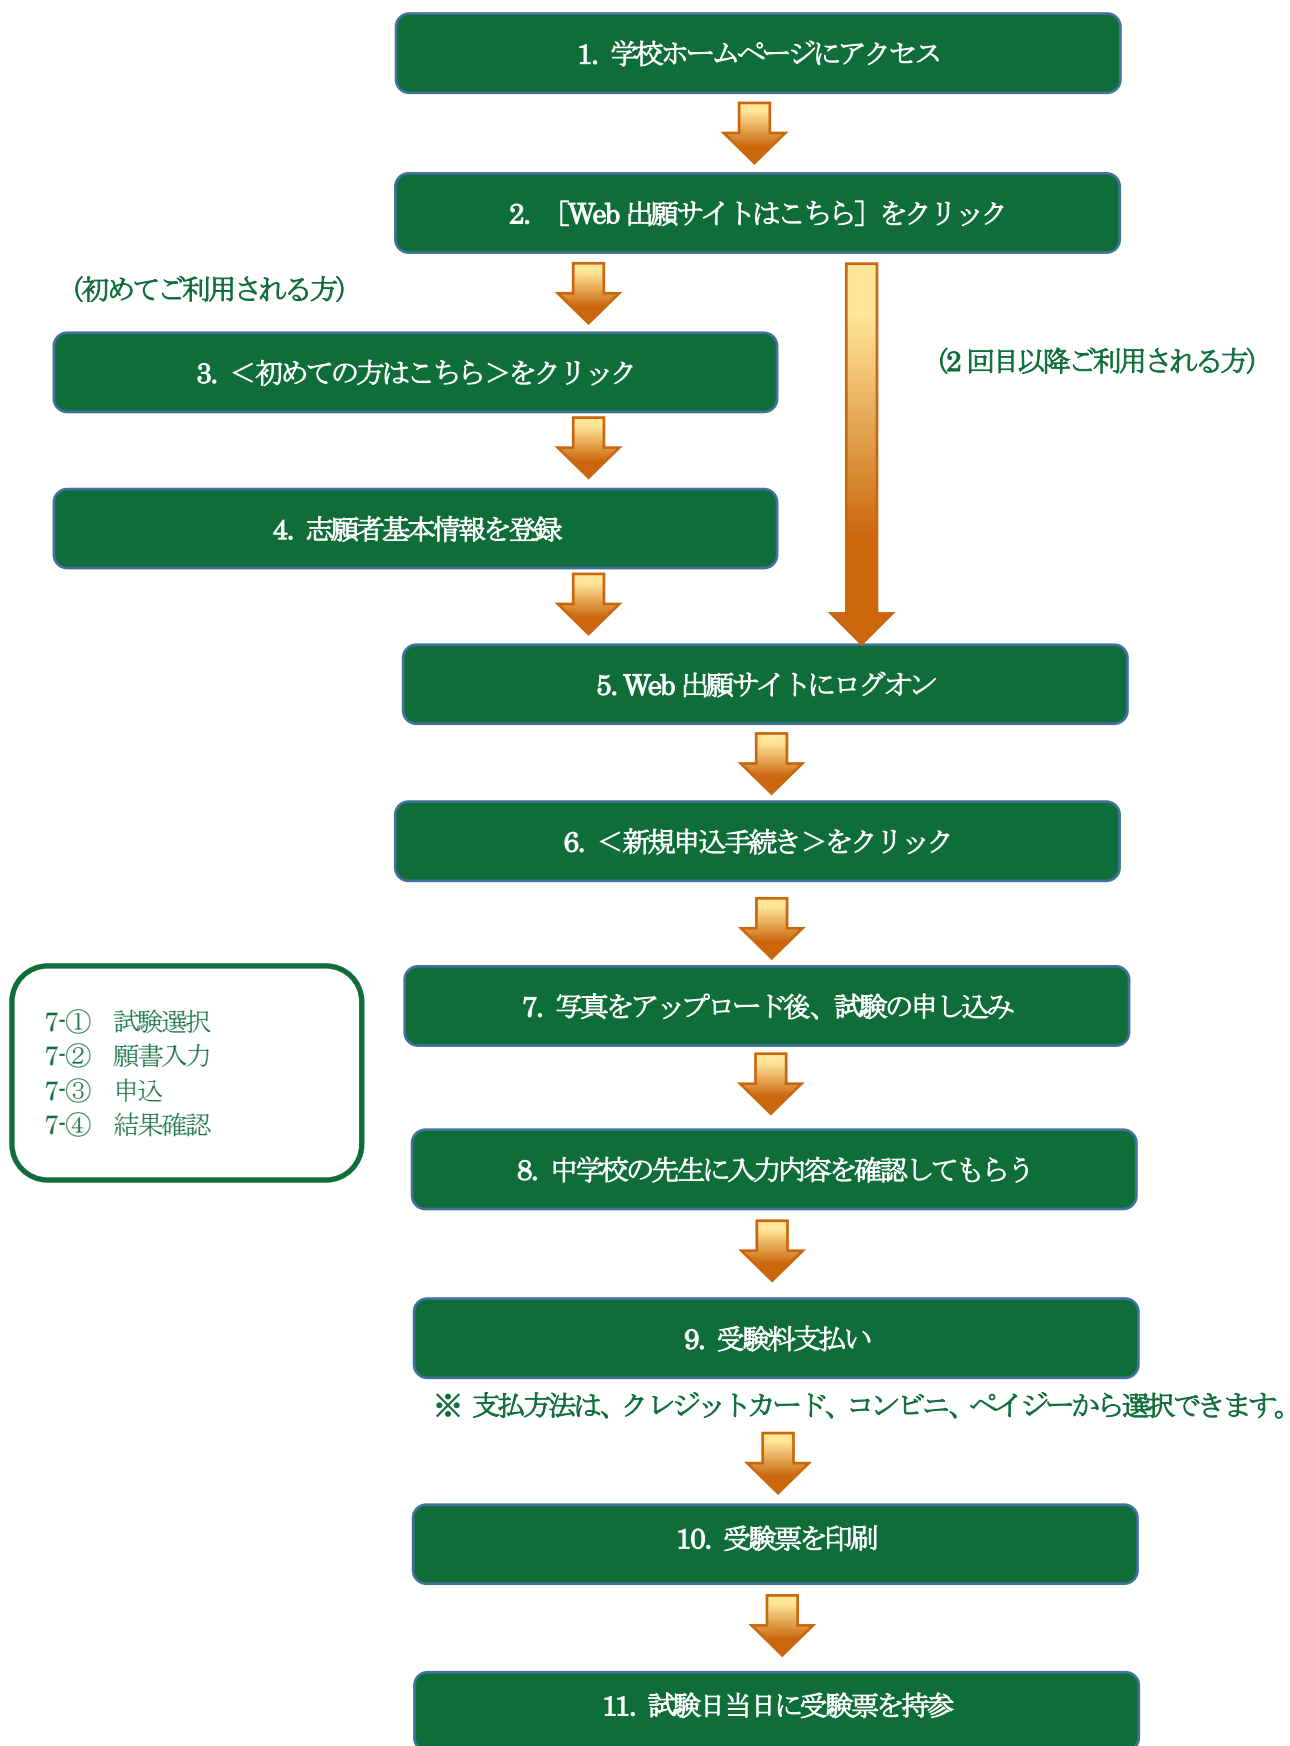 1. 学校ホームページにアクセス
2. ［Web 出願サイトはこちら］をクリック
（初めてご利用される方）
3. ＜初めての方はこちら＞をクリック
（2 回目以降ご利用される方）
4. 志願者基本情報を登録
5. Web 出願サイトにログオン
6. ＜新規申込手続き＞をクリック
7. 写真をアップロード後、試験の申し込み
7-①　試験選択
7-②　願書入力
7-③　申込
7-④　結果確認
8. 中学校の先生に入力内容を確認してもらう
9. 受験料支払い
※ 支払方法は、クレジットカード、コンビニ、ペイジーから選択できます。
10. 受験票を印刷
11. 試験日当日に受験票を持参